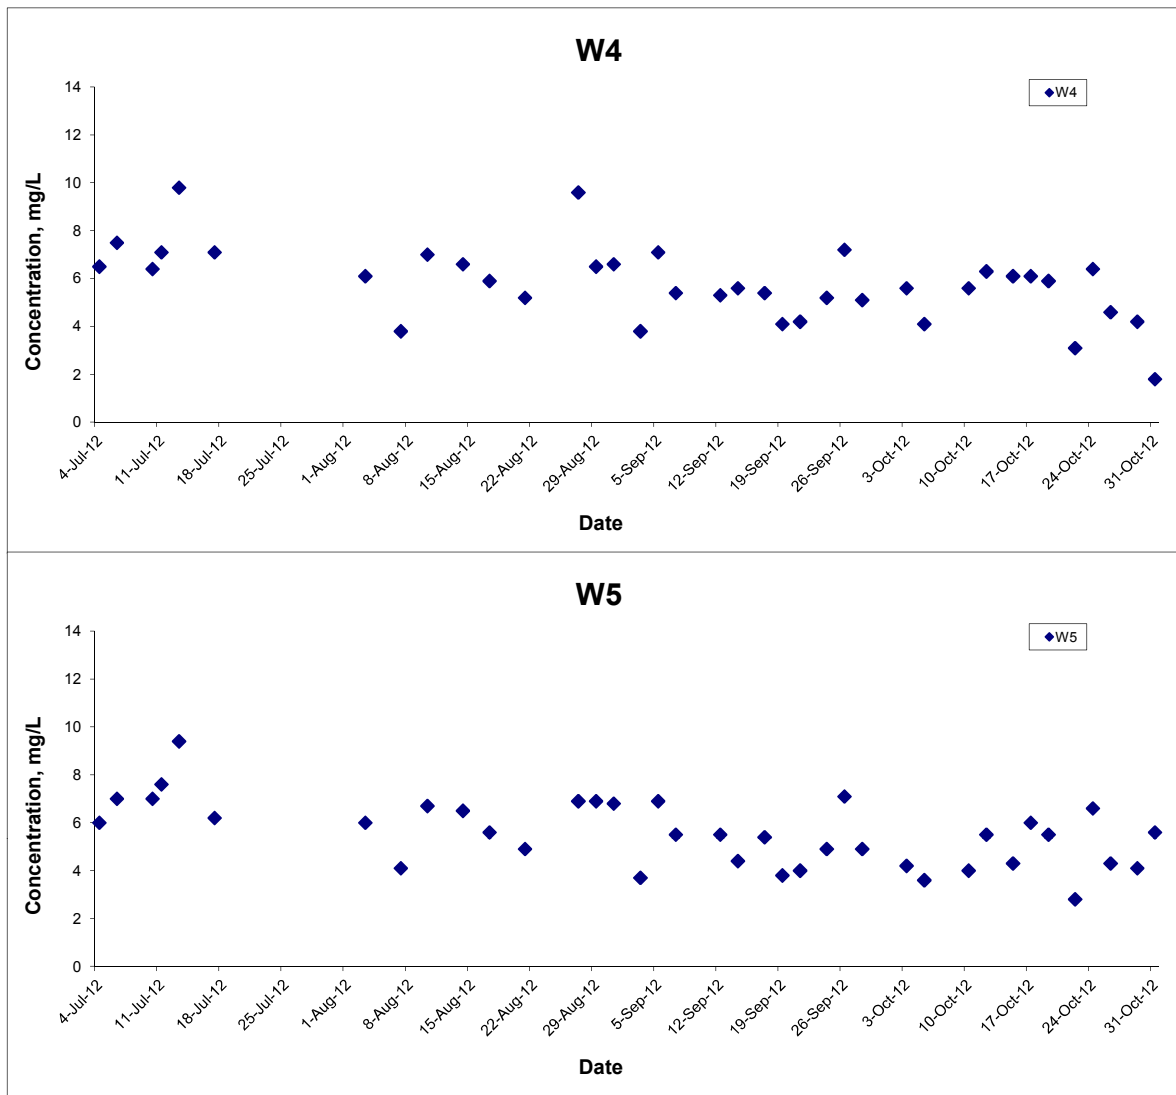 W4
W4
Concentration, mg/L
14
12
10
8
6
4
2
0
4-Jul-12
11-Jul-12
18-Jul-12
25-Jul-12
1-Aug-12
8-Aug-12
15-Aug-12
22-Aug-12
29-Aug-12
5-Sep-12
12-Sep-12
19-Sep-12
26-Sep-12
3-Oct-12
10-Oct-12
17-Oct-12
24-Oct-12
31-Oct-12
Date
W5
W5
Concentration, mg/L
14
12
10
8
6
4
2
0
4-Jul-12
11-Jul-12
18-Jul-12
25-Jul-12
1-Aug-12
8-Aug-12
15-Aug-12
22-Aug-12
29-Aug-12
5-Sep-12
12-Sep-12
19-Sep-12
26-Sep-12
3-Oct-12
10-Oct-12
17-Oct-12
24-Oct-12
31-Oct-12
Date